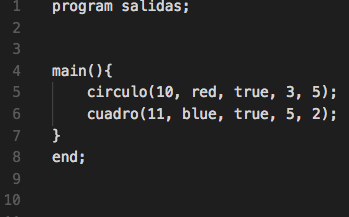 1 program salidas;
2
3
4 main(){
5 circulo(10, red, true, 3, 5);
6 cuadro(11, blue, true, 5, 2);
7 }
8 end;
9
10